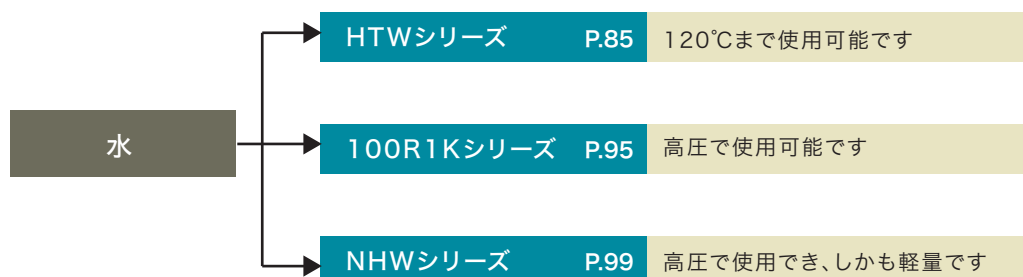 HTWシリーズ P.85 120℃まで使用可能です
水
100R1Kシリーズ P.95 高圧で使用可能です
NHWシリーズ P.99 高圧で使用でき、しかも軽量です